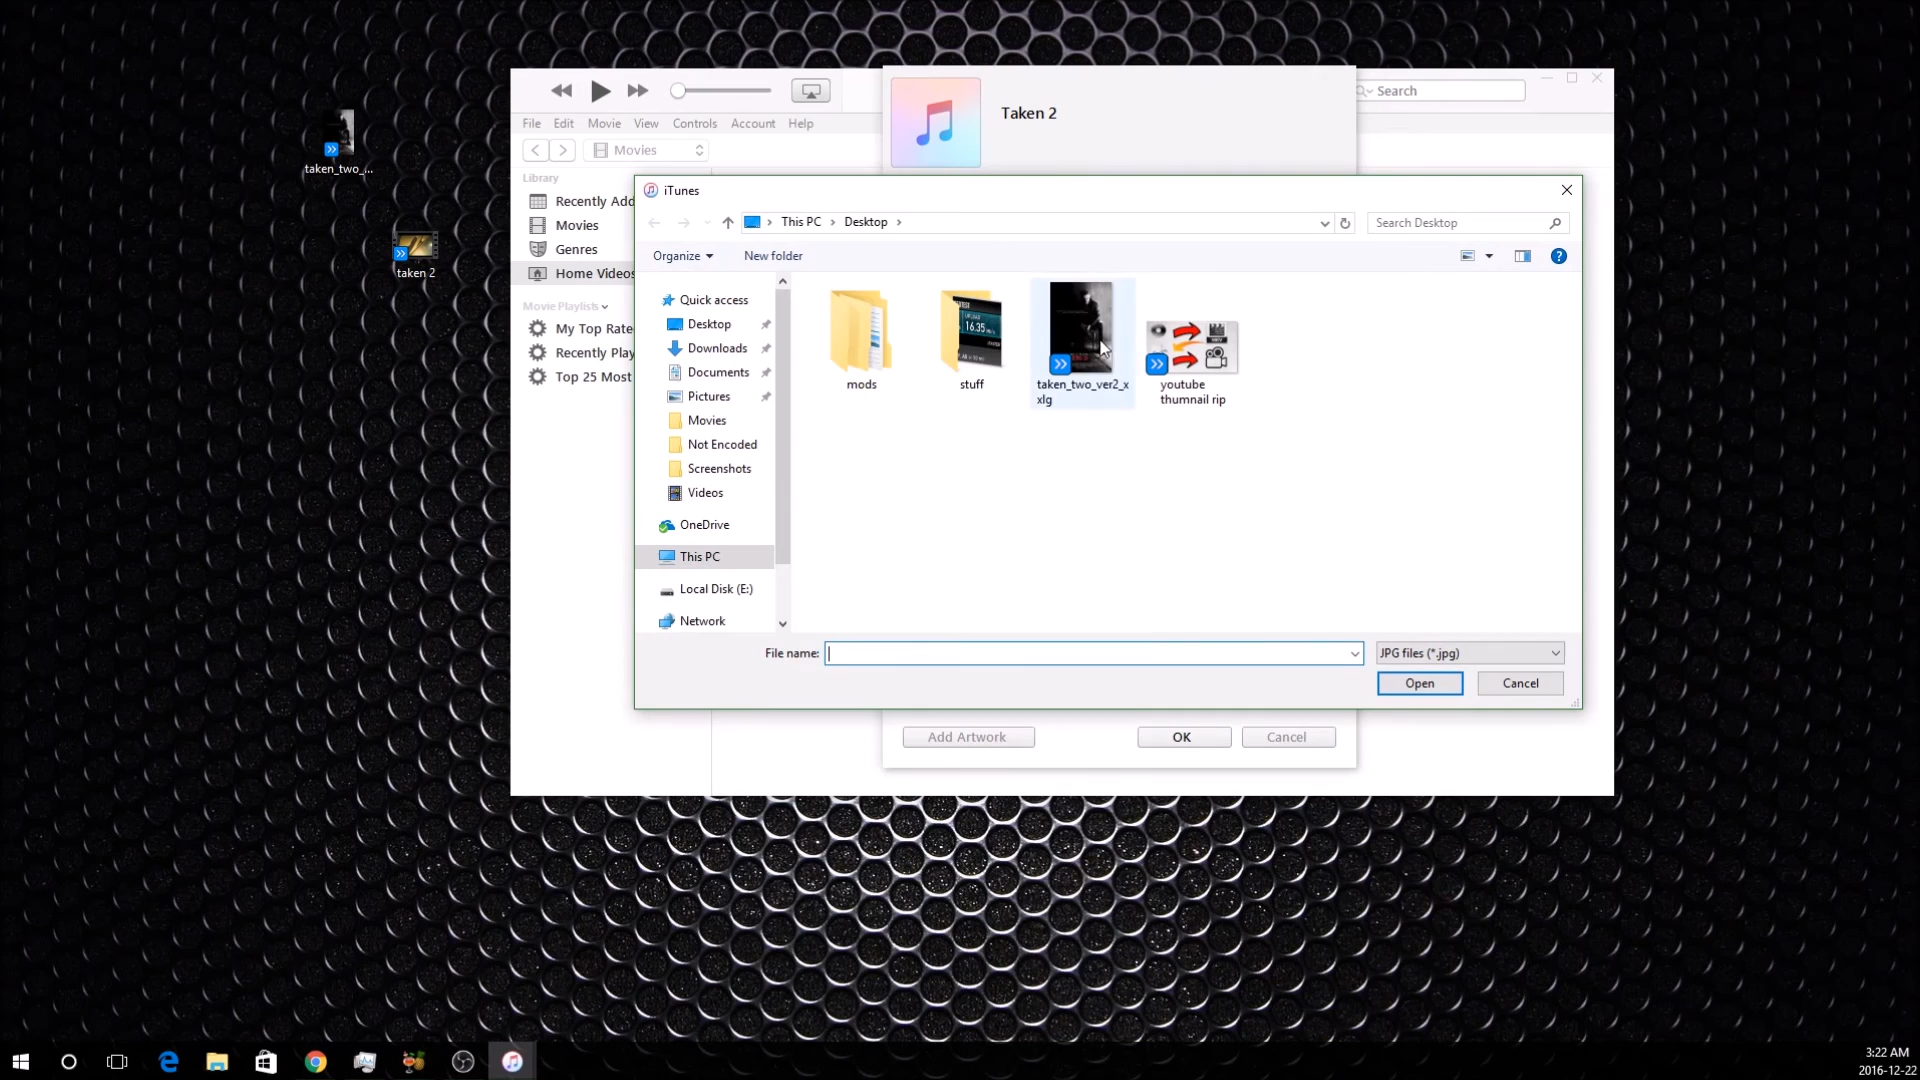 taken_two_...
taken 2
Search
File Edit Movie View Controls Account Help
Movies
Library
Recently Add
Movies
Genres
Home Videos
Movie Playlists
My Top Rate
Recently Play
Top 25 Most
Taken 2
iTunes
This PC
Desktop
Search Desktop
Organize
New folder
Quick access
Desktop
Downloads
Documents
Pictures
Movies
Not Encoded
Screenshots
Videos
OneDrive
This PC
Local Disk (E:)
Network
mods
stuff
16.35
taken_two_ver2_x
xlg
youtube
thumnail rip
File name:
JPG files (*.jpg)
Open
Cancel
Add Artwork
OK
Cancel
3:22 AM
2016-12-22